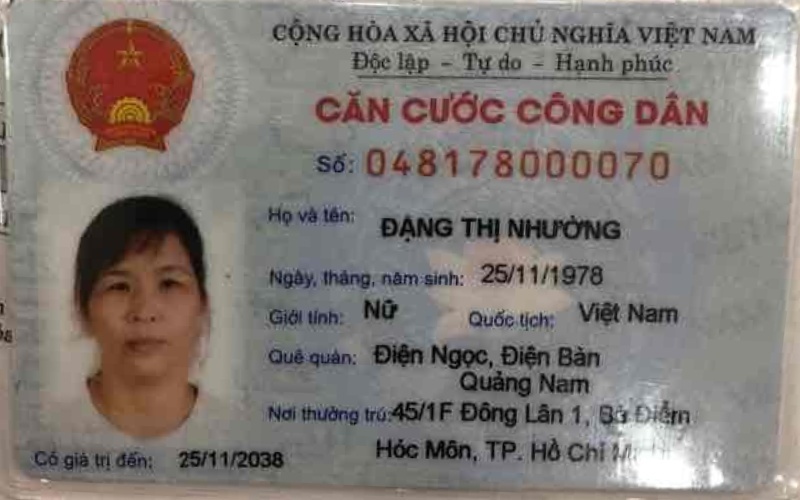 CỘNG HÒA XÃ HỘI CHỦ NGHĨA VIỆT NAM
Độc lập - Tự do - Hạnh phúc
CĂN CƯỚC CÔNG DÂN
Số: 048178000070
Họ và tên: ĐẶNG THỊ NHƯỜNG
Ngày, tháng, năm sinh: 25/11/1978
Giới tính: Nữ Quốc tịch: Việt Nam
Quê quán: Điện Ngọc, Điện Bàn
Quảng Nam
Nơi thường trú: 45/1F Đông Lân 1, Bà Điểm
Hóc Môn, TP. Hồ Chí
Có giá trị đến: 25/11/2038